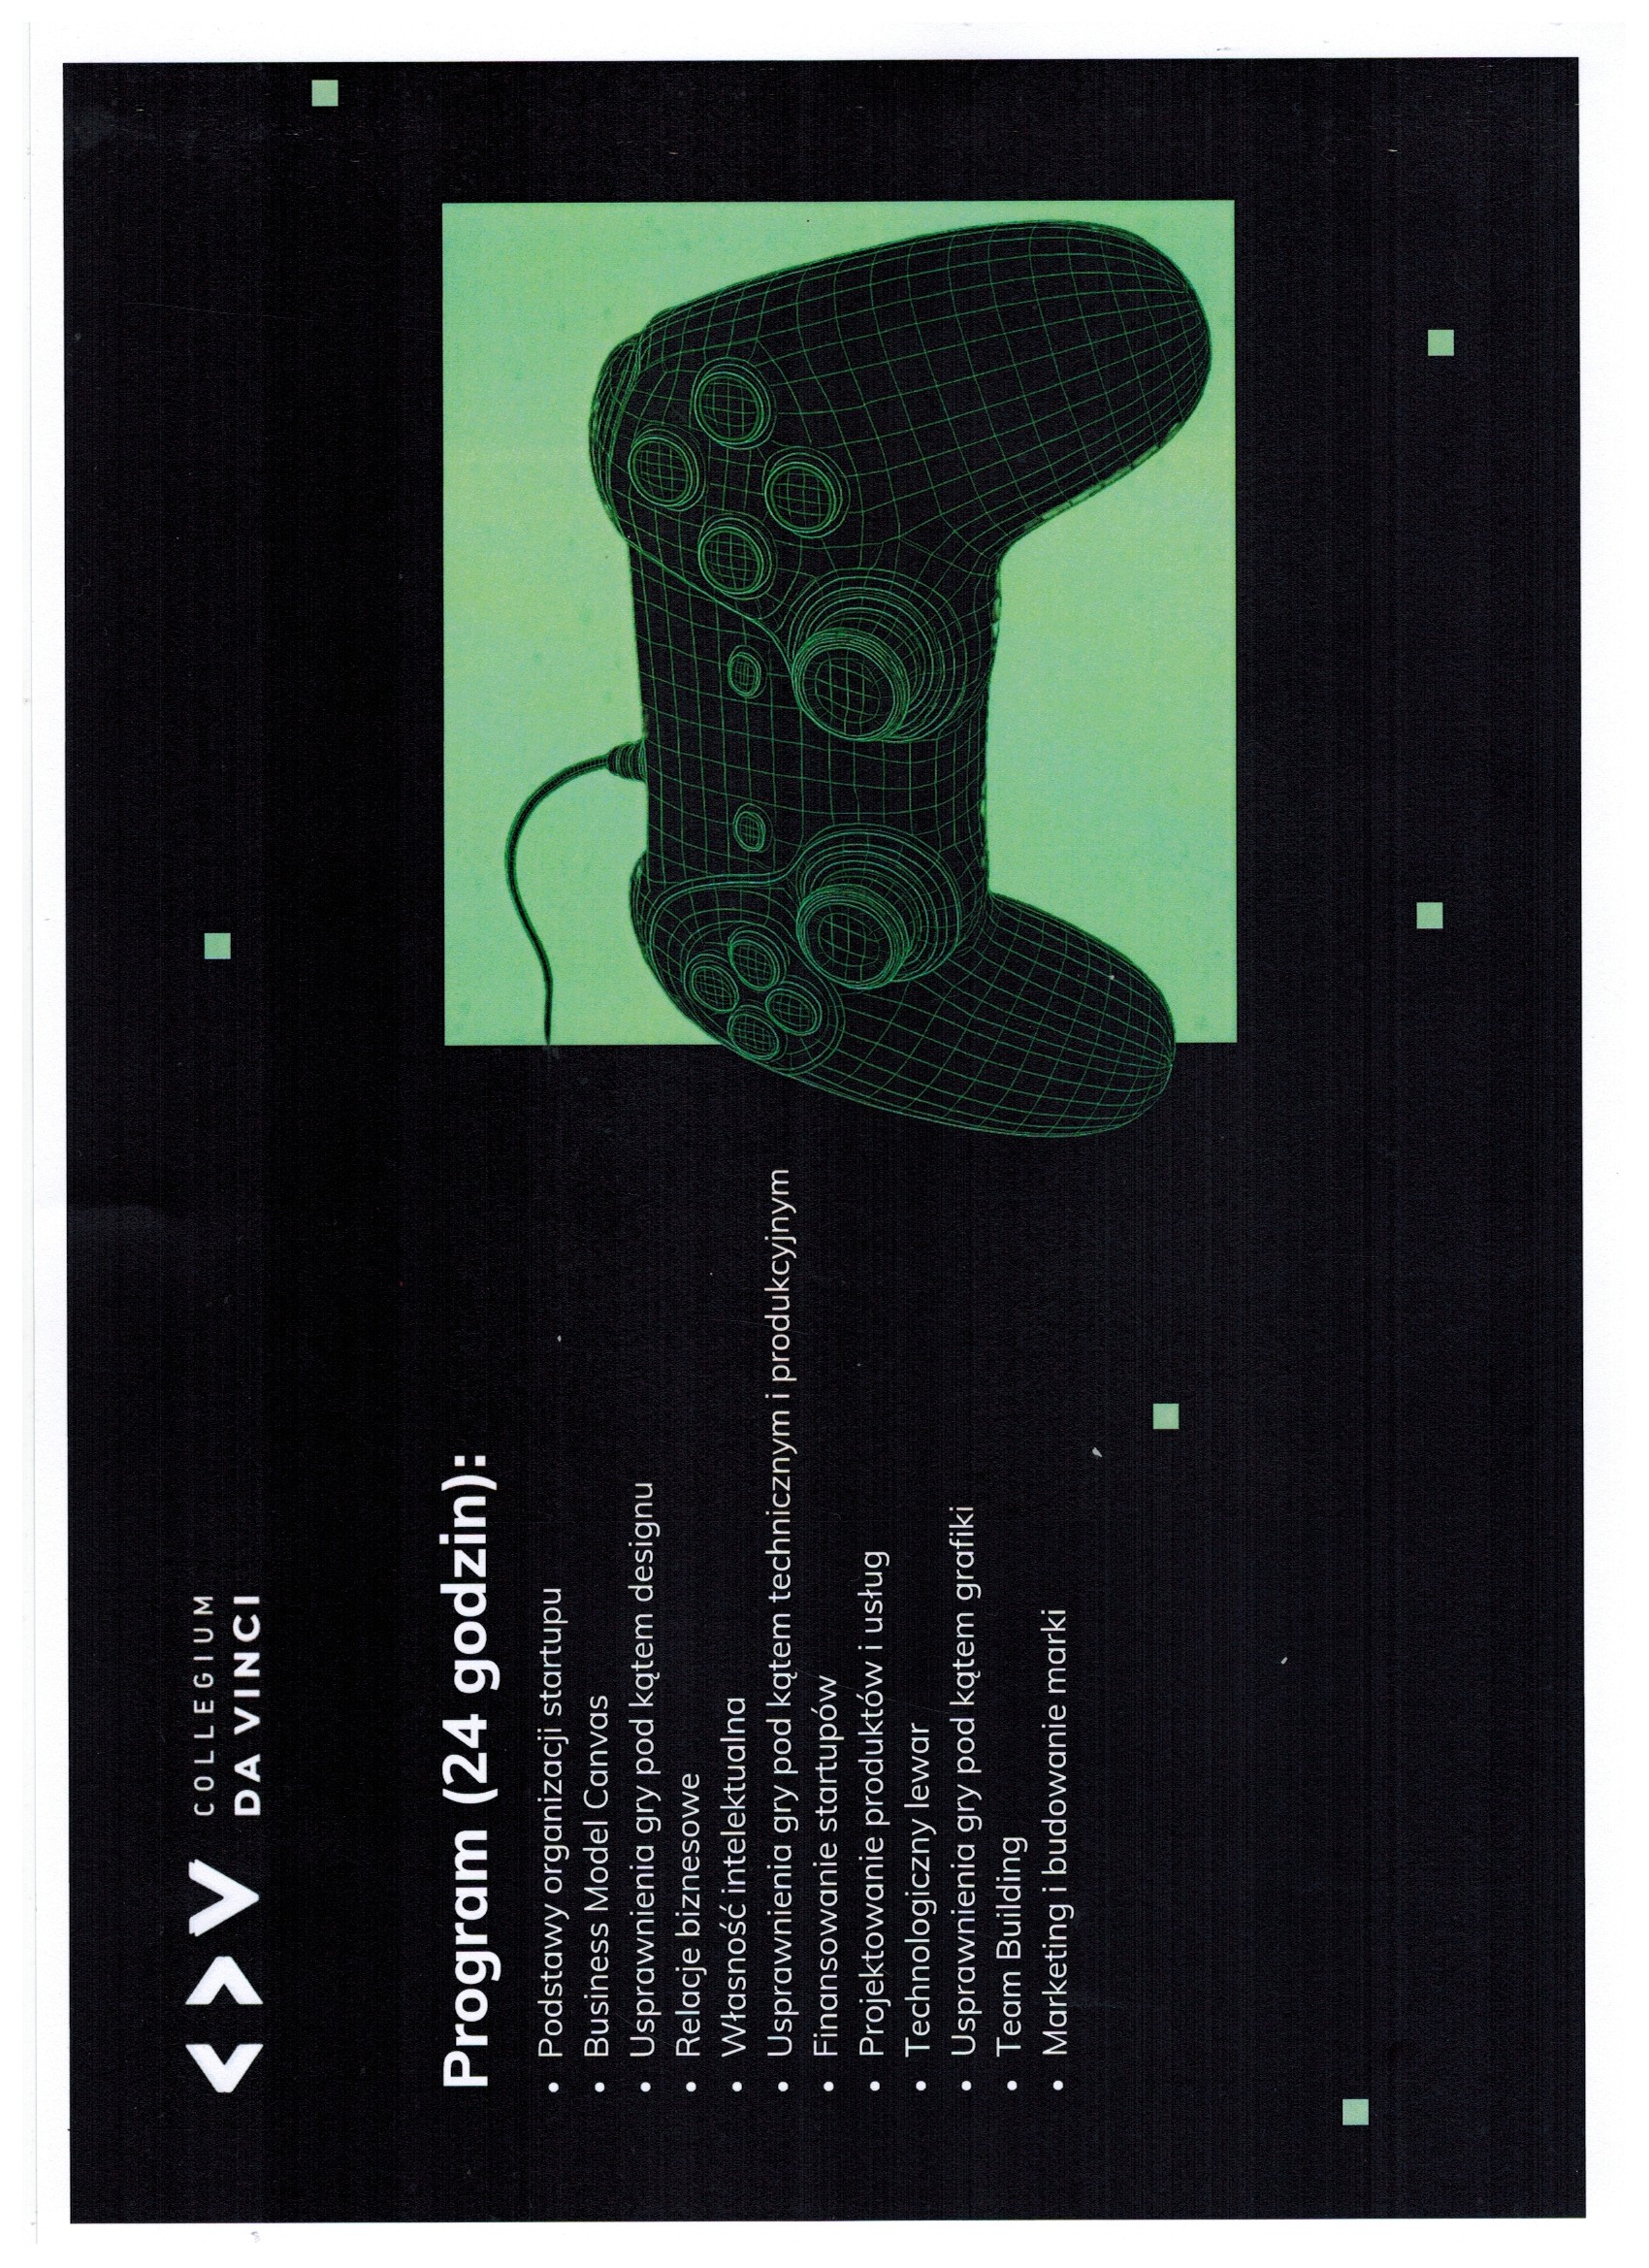 COLLEGIUM
DA VINCI
Program (24 godzin):
• Podstawy organizacji startupu
• Business Model Canvas
• Usprawnienia gry pod kątem designu
• Relacje biznesowe
• Własność intelektualna
• Usprawnienia gry pod kątem technicznym i produkcyjnym
• Finansowanie startupów
• Projektowanie produktów i usług
• Technologiczny lewar
• Usprawnienia gry pod kątem grafiki
• Team Building
• Marketing i budowanie marki